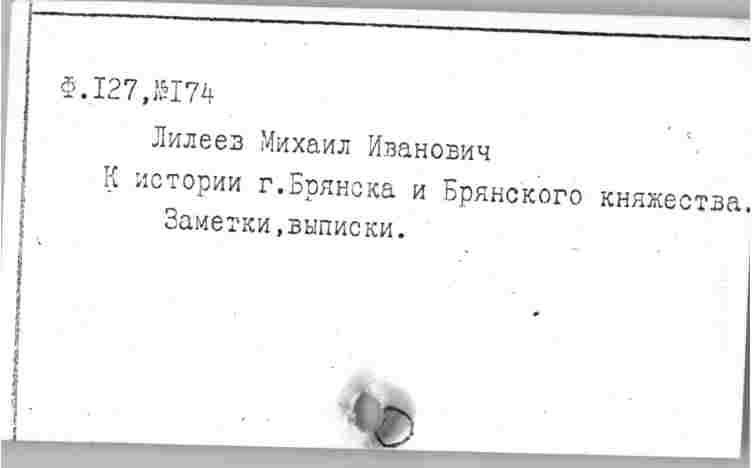 Ф.I27,№I74
Лилеев Михаил Иванович
К истории г.Брянска и Брянского княжества.
Заметки,выписки.